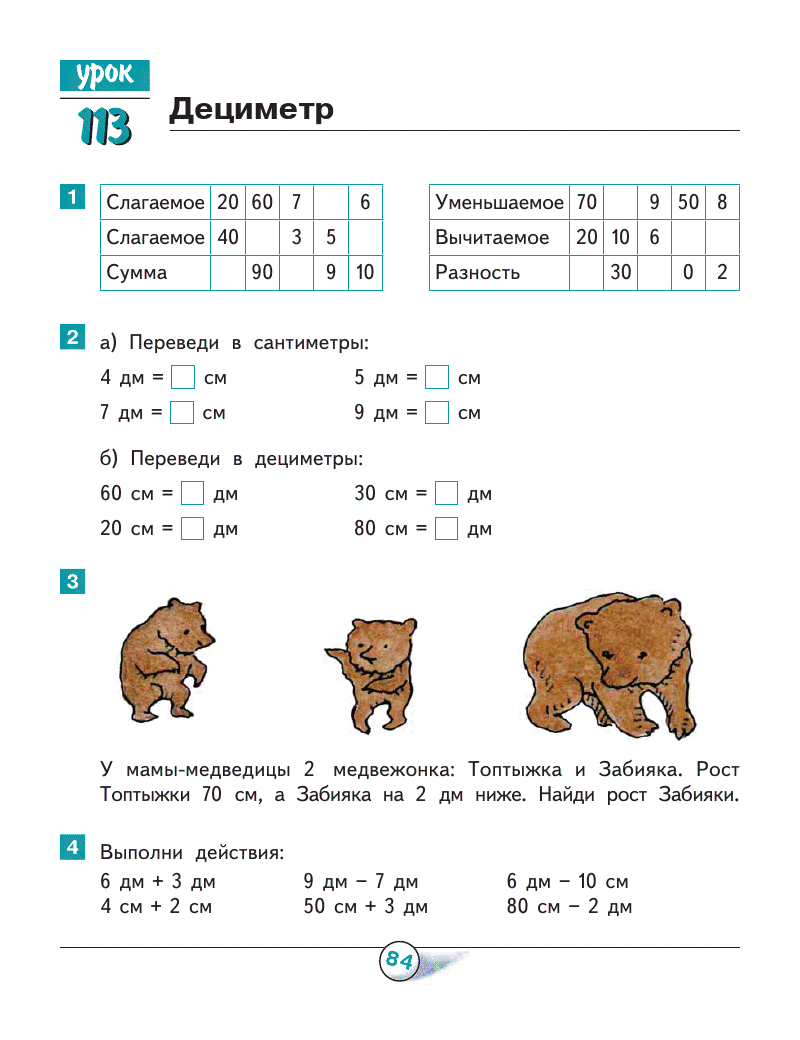 урок
113
Дециметр
1
Слагаемое 20 60 7 6
Слагаемое 40 3 5
Сумма 90 9 10
Уменьшаемое 70 9 50 8
Вычитаемое 20 10 6
Разность 30 0 2
2
а) Переведи в сантиметры:
4 дм = см 5 дм = см
7 дм = см 9 дм = см
б) Переведи в дециметры:
60 см = дм 30 см = дм
20 см = дм 80 см = дм
3
У мамы-медведицы 2 медвежонка: Топтыжка и Забияка. Рост
Топтыжки 70 см, а Забияка на 2 дм ниже. Найди рост Забияки.
4
Выполни действия:
6 дм + 3 дм 9 дм – 7 дм 6 дм – 10 см
4 см + 2 см 50 см + 3 дм 80 см – 2 дм
84